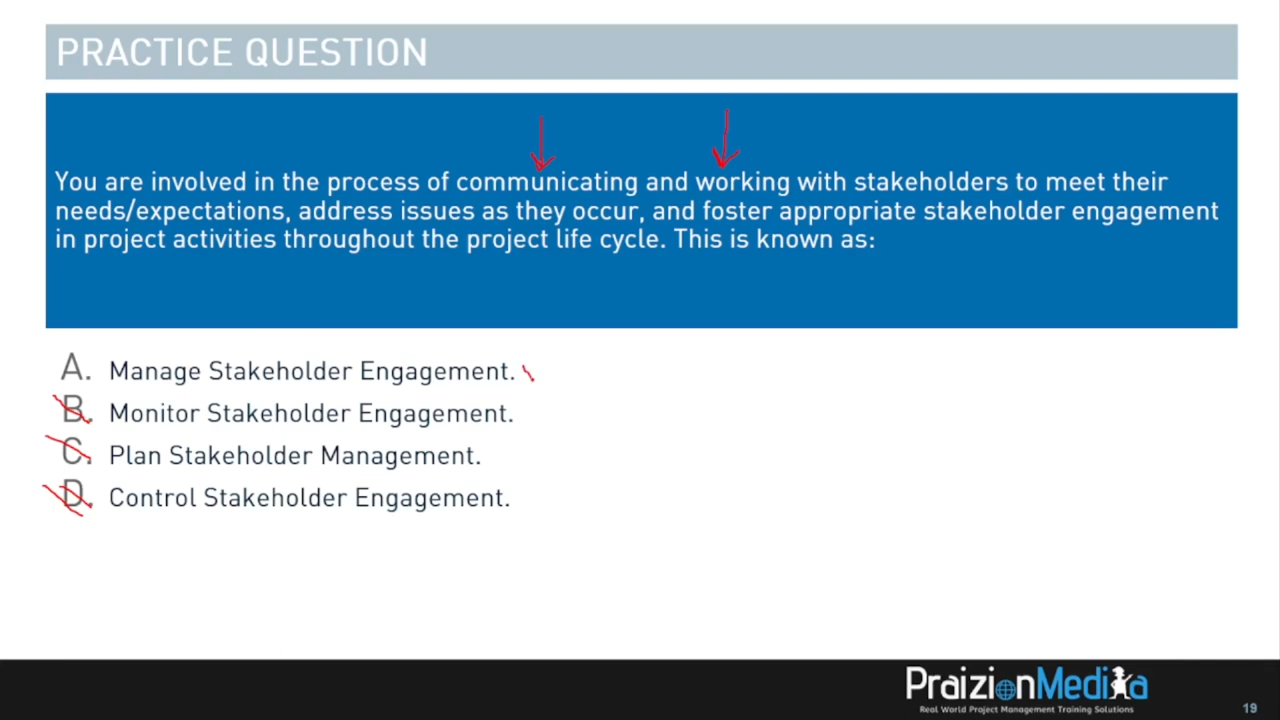 PRACTICE QUESTION
You are involved in the process of communicating and working with stakeholders to meet their
needs/expectations, address issues as they occur, and foster appropriate stakeholder engagement
in project activities throughout the project life cycle. This is known as:
A. Manage Stakeholder Engagement.
B. Monitor Stakeholder Engagement.
C. Plan Stakeholder Management.
D. Control Stakeholder Engagement.
PraizionMedia
Real World Project Management Training Solutions
19